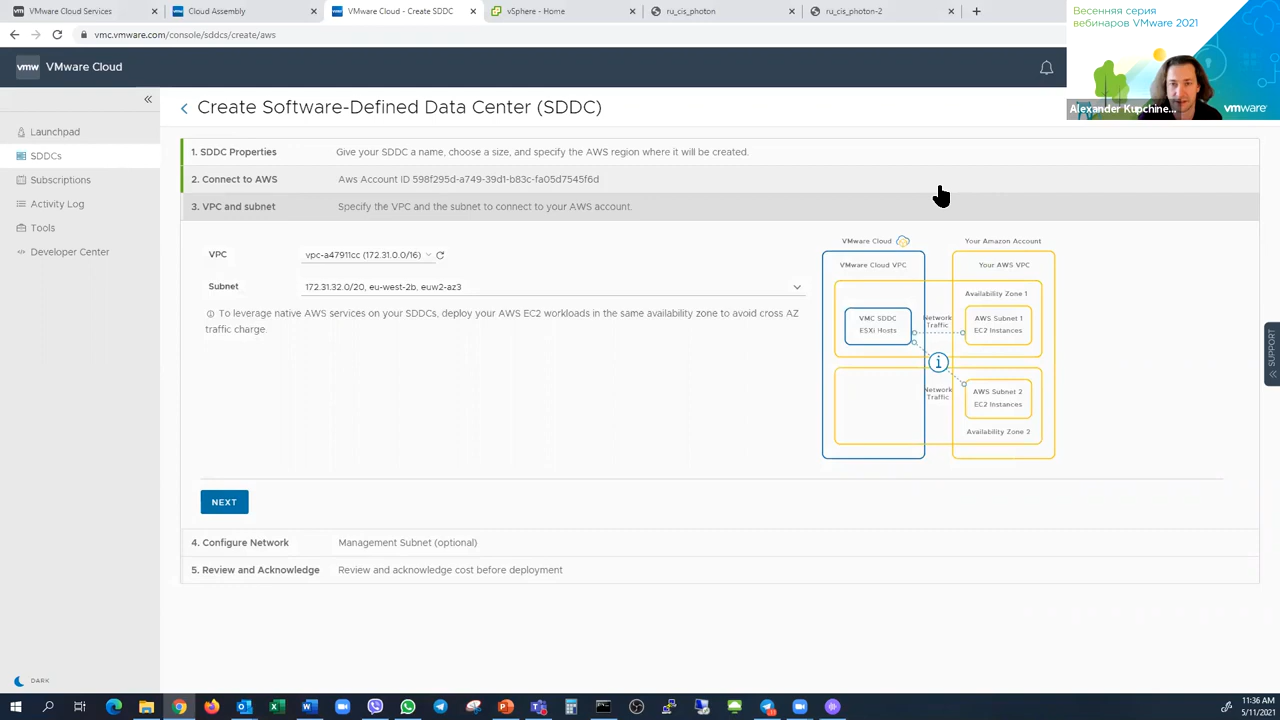 VMware Cloud Services
Cloud Assembly
VMware Cloud - Create SDDC
vSphere - Home
ru_cis_photon
ru_cis_photon-2
vmc.vmware.com/console/sddcs/create/aws
Весенняя серия
вебинаров VMware 2021
Alexander Kupchine...
vmware
vmw
VMware Cloud
Launchpad
SDDCs
Subscriptions
Activity Log
Tools
Developer Center
DARK
Create Software-Defined Data Center (SDDC)
1. SDDC Properties
Give your SDDC a name, choose a size, and specify the AWS region where it will be created.
2. Connect to AWS
Aws Account ID 598f295d-a749-39d1-b83c-fa05d7545f6d
3. VPC and subnet
Specify the VPC and the subnet to connect to your AWS account.
VPC
vpc-a47911cc (172.31.0.0/16)
Subnet
172.31.32.0/20, eu-west-2b, euw2-az3
To leverage native AWS services on your SDDCs, deploy your AWS EC2 workloads in the same availability zone to avoid cross AZ
traffic charge.
VMware Cloud
Your Amazon Account
VMware Cloud VPC
Your AWS VPC
Availability Zone 1
VMC SDDC
ESXi Hosts
Network
Traffic
AWS Subnet 1
EC2 Instances
Network
Traffic
AWS Subnet 2
EC2 Instances
Availability Zone 2
NEXT
4. Configure Network
Management Subnet (optional)
5. Review and Acknowledge
Review and acknowledge cost before deployment
SUPPORT
11:36 AM
5/11/2021